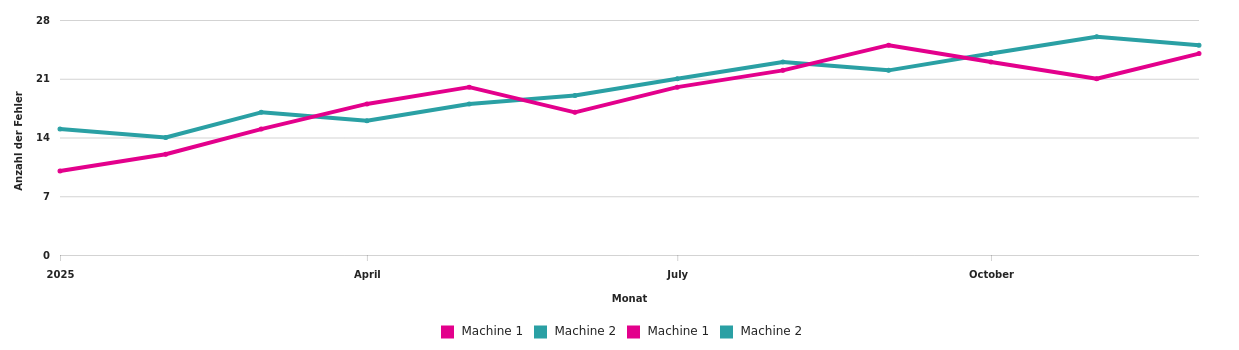 28
21
14
7
0
Anzahl der Fehler
2025 April July October
Monat
Machine 1 Machine 2 Machine 1 Machine 2